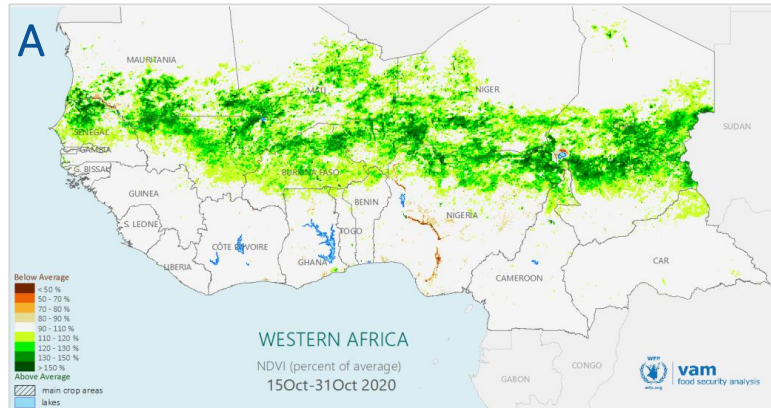 A
MAURITANIA
MALI
NIGER
SUDAN
SENEGAL
GAMBIA
G. BISSAU
BURKINA FASO
GUINEA
BENIN
NIGERIA
S. LEONE
CÔTE D'IVOIRE
TOGO
GHANA
LIBERIA
CAMEROON
CAR
GABON
CONGO
Below Average
< 50 %
50 - 70 %
70 - 80 %
80 - 90 %
90 - 110 %
110 - 120 %
120 - 130 %
130 - 150 %
> 150 %
Above Average
main crop areas
lakes
WESTERN AFRICA
NDVI (percent of average)
15Oct-31Oct 2020
WFP
wfp.org
vam
food security analysis